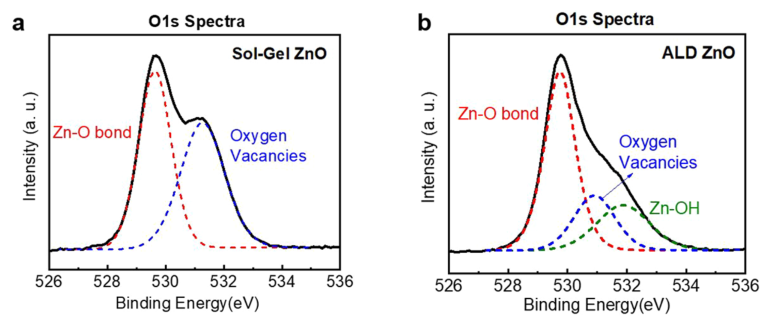 a
O1s Spectra
Sol-Gel ZnO
Zn-O bond
Oxygen
Vacancies
Intensity (a. u.)
526 528 530 532 534 536
Binding Energy(eV)
b
O1s Spectra
ALD ZnO
Zn-O bond
Oxygen
Vacancies
Zn-OH
Intensity (a. u.)
526 528 530 532 534 536
Binding Energy(eV)